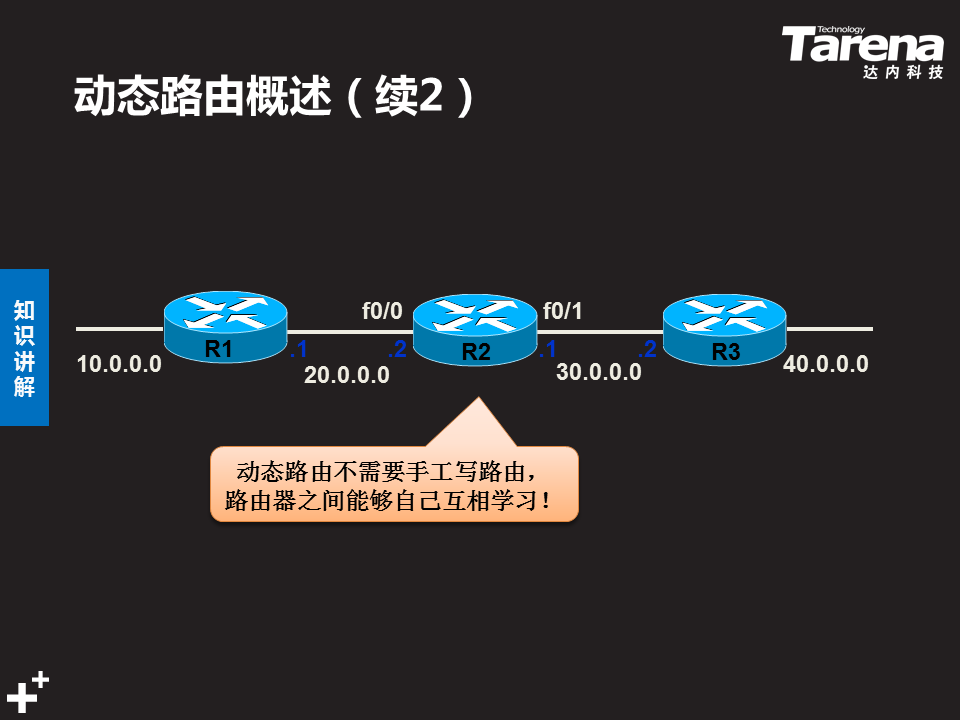 Technology
Tarena
达内科技
动态路由概述（续2）
知
识
讲
解
f0/0
f0/1
R1
.1
.2
R2
.1
.2
R3
10.0.0.0
20.0.0.0
30.0.0.0
40.0.0.0
动态路由不需要手工写路由，
路由器之间能够自己互相学习！